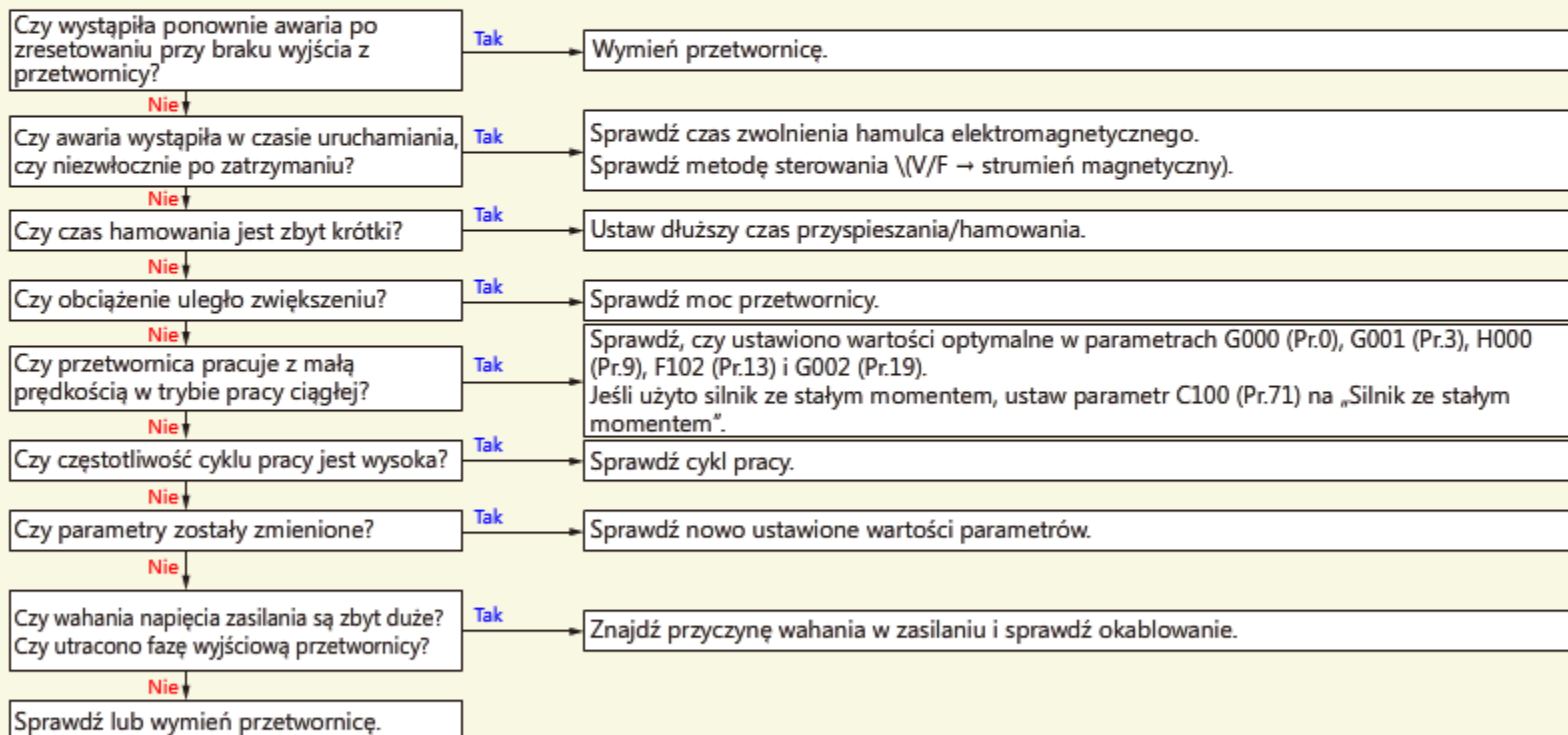 Czy wystąpiła ponownie awaria po
zresetowaniu przy braku wyjścia z
przetwornicy?
Tak
Wymień przetwornicę.
Nie
Czy awaria wystąpiła w czasie uruchamiania,
czy niezwłocznie po zatrzymaniu?
Tak
Sprawdź czas zwolnienia hamulca elektromagnetycznego.
Sprawdź metodę sterowania \(V/F → strumień magnetyczny).
Nie
Czy czas hamowania jest zbyt krótki?
Tak
Ustaw dłuższy czas przyspieszania/hamowania.
Nie
Czy obciążenie uległo zwiększeniu?
Tak
Sprawdź moc przetwornicy.
Nie
Czy przetwornica pracuje z małą
prędkością w trybie pracy ciągłej?
Tak
Sprawdź, czy ustawiono wartości optymalne w parametrach G000 (Pr.0), G001 (Pr.3), H000
(Pr.9), F102 (Pr.13) i G002 (Pr.19).
Jeśli użyto silnik ze stałym momentem, ustaw parametr C100 (Pr.71) na „Silnik ze stałym
momentem”.
Nie
Czy częstotliwość cyklu pracy jest wysoka?
Tak
Sprawdź cykl pracy.
Nie
Czy parametry zostały zmienione?
Tak
Sprawdź nowo ustawione wartości parametrów.
Nie
Czy wahania napięcia zasilania są zbyt duże?
Czy utracono fazę wyjściową przetwornicy?
Tak
Znajdź przyczynę wahania w zasilaniu i sprawdź okablowanie.
Nie
Sprawdź lub wymień przetwornicę.